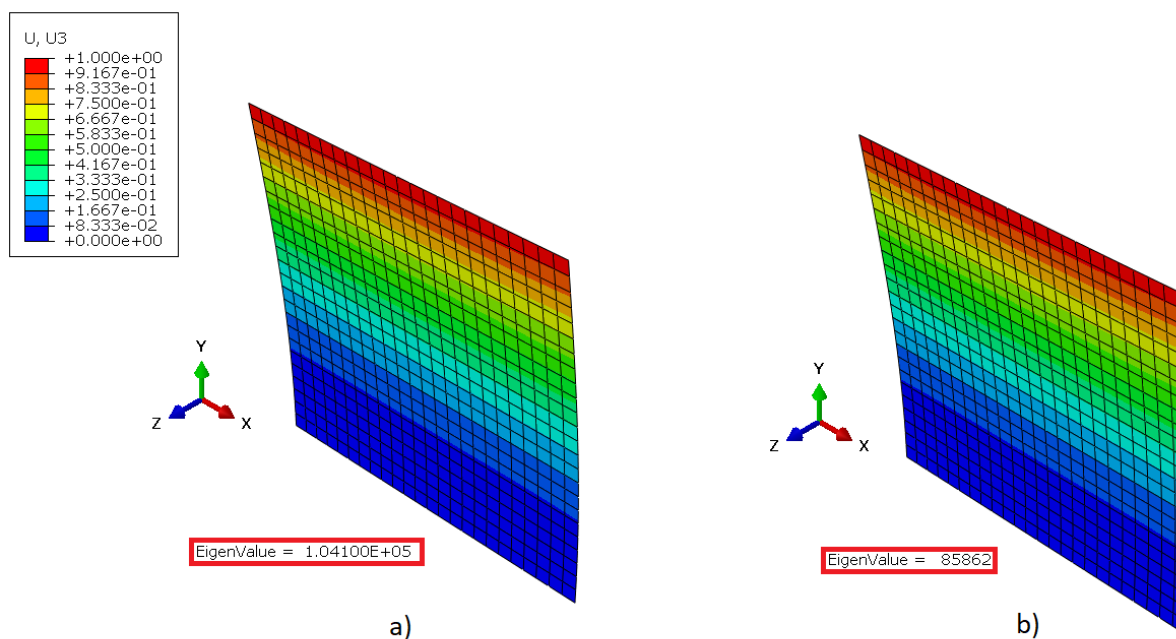 U, U3
+1.000e+00
+9.167e-01
+8.333e-01
+7.500e-01
+6.667e-01
+5.833e-01
+5.000e-01
+4.167e-01
+3.333e-01
+2.500e-01
+1.667e-01
+8.333e-02
+0.000e+00
Y
Z
X
EigenValue = 1.04100E+05
a)
Y
Z
X
EigenValue = 85862
b)